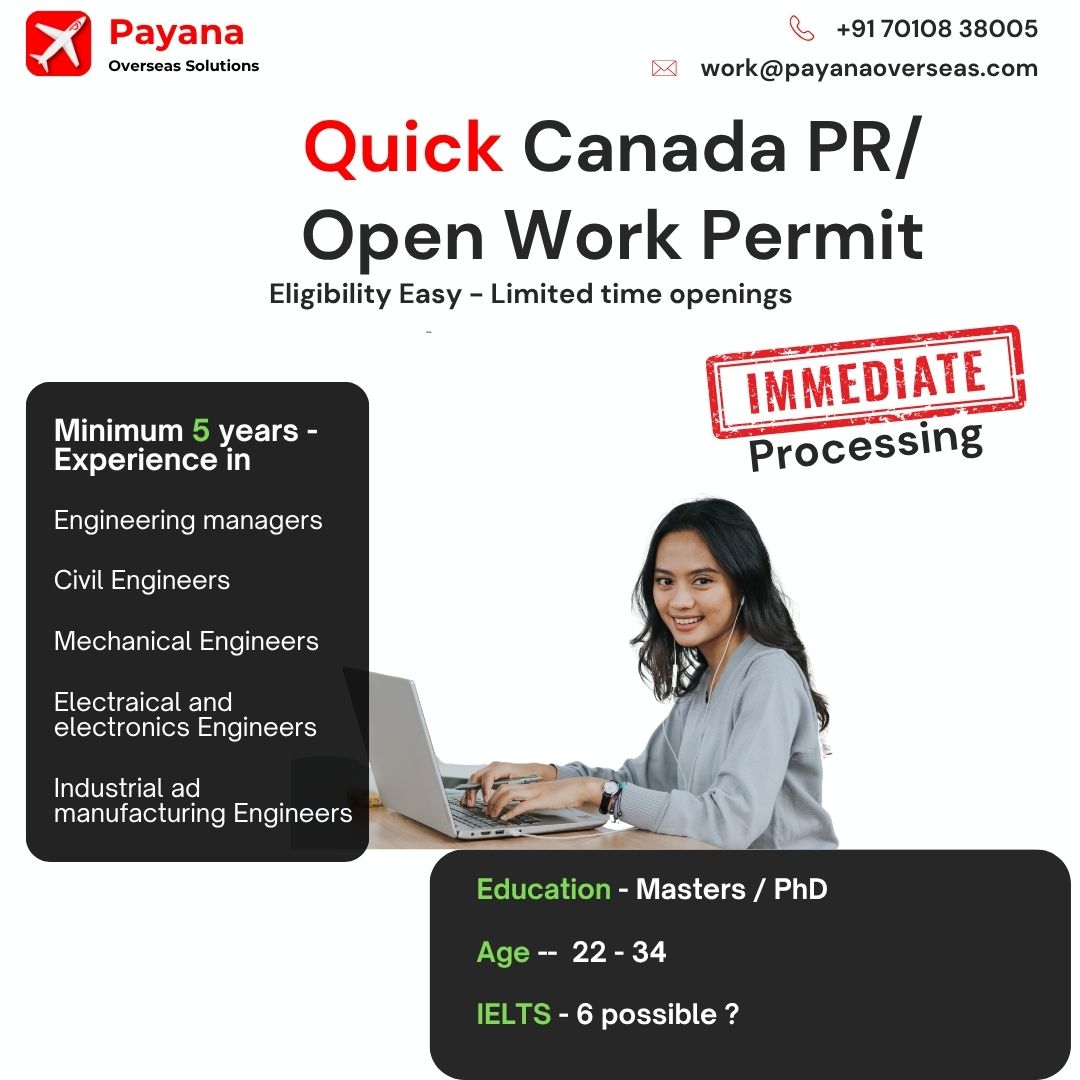 Payana
Overseas Solutions
+91 70108 38005
work@payanaoverseas.com
Quick Canada PR/
Open Work Permit
Eligibility Easy - Limited time openings
IMMEDIATE
Processing
Minimum 5 years -
Experience in
Engineering managers
Civil Engineers
Mechanical Engineers
Electraical and
electronics Engineers
Industrial ad
manufacturing Engineers
Education - Masters / PhD
Age -- 22 - 34
IELTS - 6 possible ?